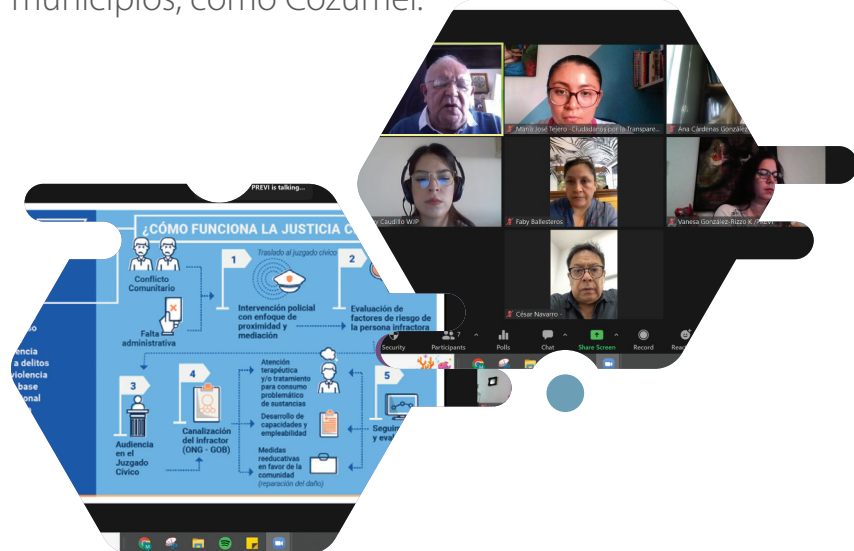 municipios, como Cozumel.
María José Tejero -Ciudadanos por la Transpare...
Ana Cárdenas González
Caudillo WJP
Faby Ballesteros
Vanesa González-Rizzo K /PREVI
César Navarro -
Security
Participants
7
Polls
Chat
Share Screen
Record
Reac
PREVI is talking...
¿CÓMO FUNCIONA LA JUSTICIA C
Conflicto
Comunitario
Falta
administrativa
1
Traslado al juzgado cívico
Intervención policial
con enfoque de
proximidad y
mediación
2
Evaluación de
factores de riesgo de
la persona infractora
3
Audiencia
en el
Juzgado
Cívico
4
Canalización
del infractor
(ONG - GOB)
Atención
terapéutica
y/o tratamiento
para consumo
problemático
de sustancias
Desarrollo de
capacidades y
empleabilidad
Medidas
reeducativas
en favor de la
comunidad
(reparación del daño)
5
Seguim
y eval
so
encia
a delitos
violencia
base
onal